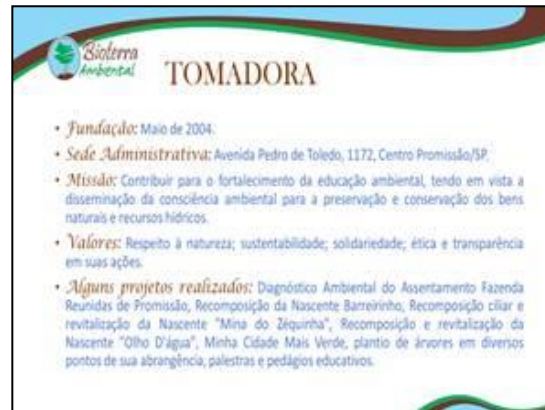 Bioterra
Ambiental
TOMADORA
• Fundação: Maio de 2004.
• Sede Administrativa: Avenida Pedro de Toledo, 1172, Centro Promissão/SP.
• Missão: Contribuir para o fortalecimento da educação ambiental, tendo em vista a
disseminação da consciência ambiental para a preservação e conservação dos bens
naturais e recursos hídricos.
• Valores: Respeito à natureza; sustentabilidade; solidariedade; ética e transparência
em suas ações.
• Alguns projetos realizados: Diagnóstico Ambiental do Assentamento Fazenda
Reunidas de Promissão, Recomposição da Nascente Barreirinho, Recomposição ciliar e
revitalização da Nascente "Mina do Zéquinha", Recomposição e revitalização da
Nascente "Olho D'água", Minha Cidade Mais Verde, plantio de árvores em diversos
pontos de sua abrangência, palestras e pedágios educativos.